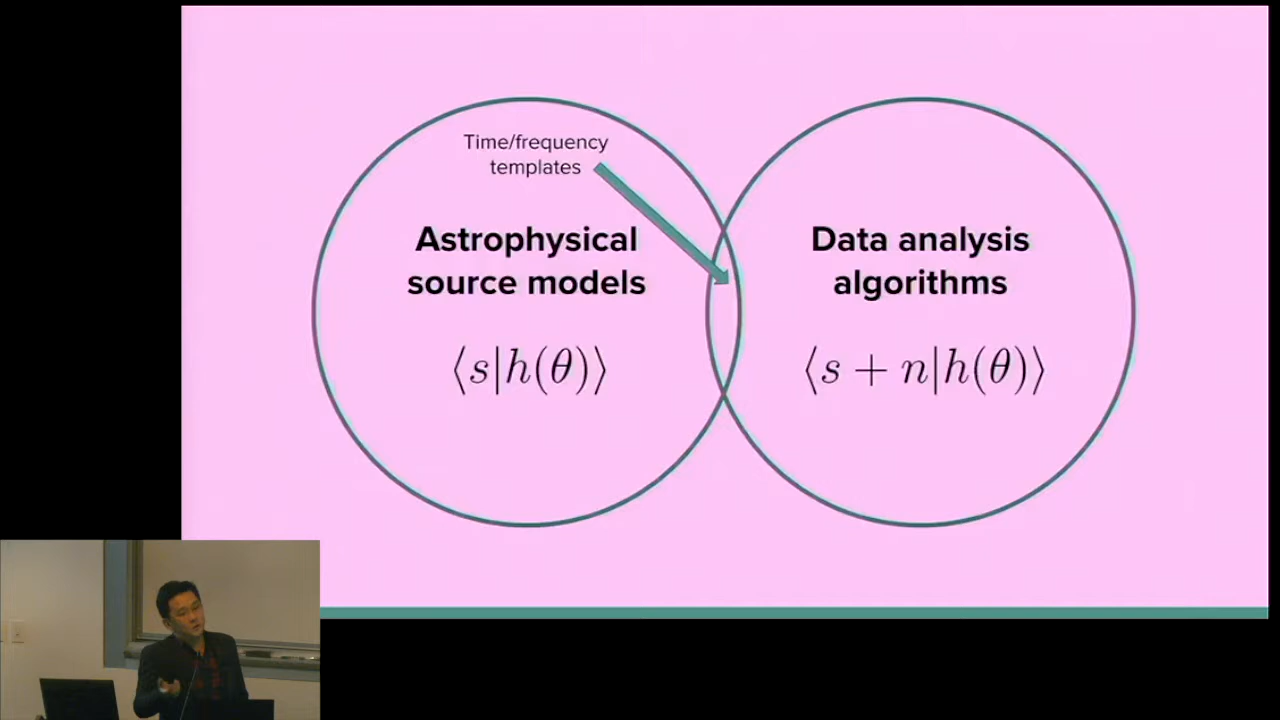 Time/frequency
templates
Astrophysical
source models
⟨s|h(θ)⟩
Data analysis
algorithms
⟨s + n|h(θ)⟩